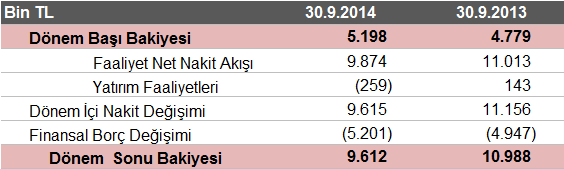 Bin TL 30.9.2014 30.9.2013
Dönem Başı Bakiyesi 5.198 4.779
Faaliyet Net Nakit Akışı 9.874 11.013
Yatırım Faaliyetleri (259) 143
Dönem İçi Nakit Değişimi 9.615 11.156
Finansal Borç Değişimi (5.201) (4.947)
Dönem Sonu Bakiyesi 9.612 10.988